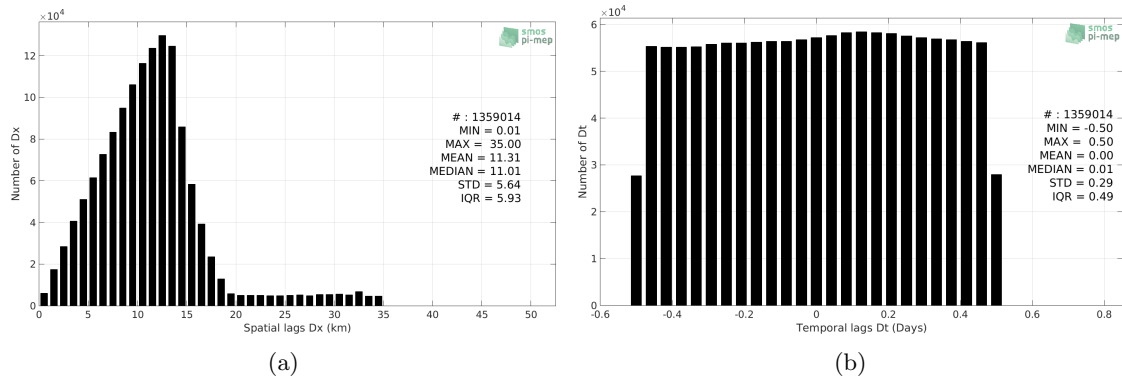 ×10⁴
12
10
8
6
4
2
0
0 5 10 15 20 25 30 35 40 45 50
Number of Dx
Spatial lags Dx (km)
smos
pi-mep
# : 1359014
MIN = 0.01
MAX = 35.00
MEAN = 11.31
MEDIAN = 11.01
STD = 5.64
IQR = 5.93
(a)
×10⁴
6
5
4
3
2
1
0
-0.6 -0.4 -0.2 0 0.2 0.4 0.6 0.8
Number of Dt
Temporal lags Dt (Days)
smos
pi-mep
# : 1359014
MIN = -0.50
MAX = 0.50
MEAN = 0.00
MEDIAN = 0.01
STD = 0.29
IQR = 0.49
(b)